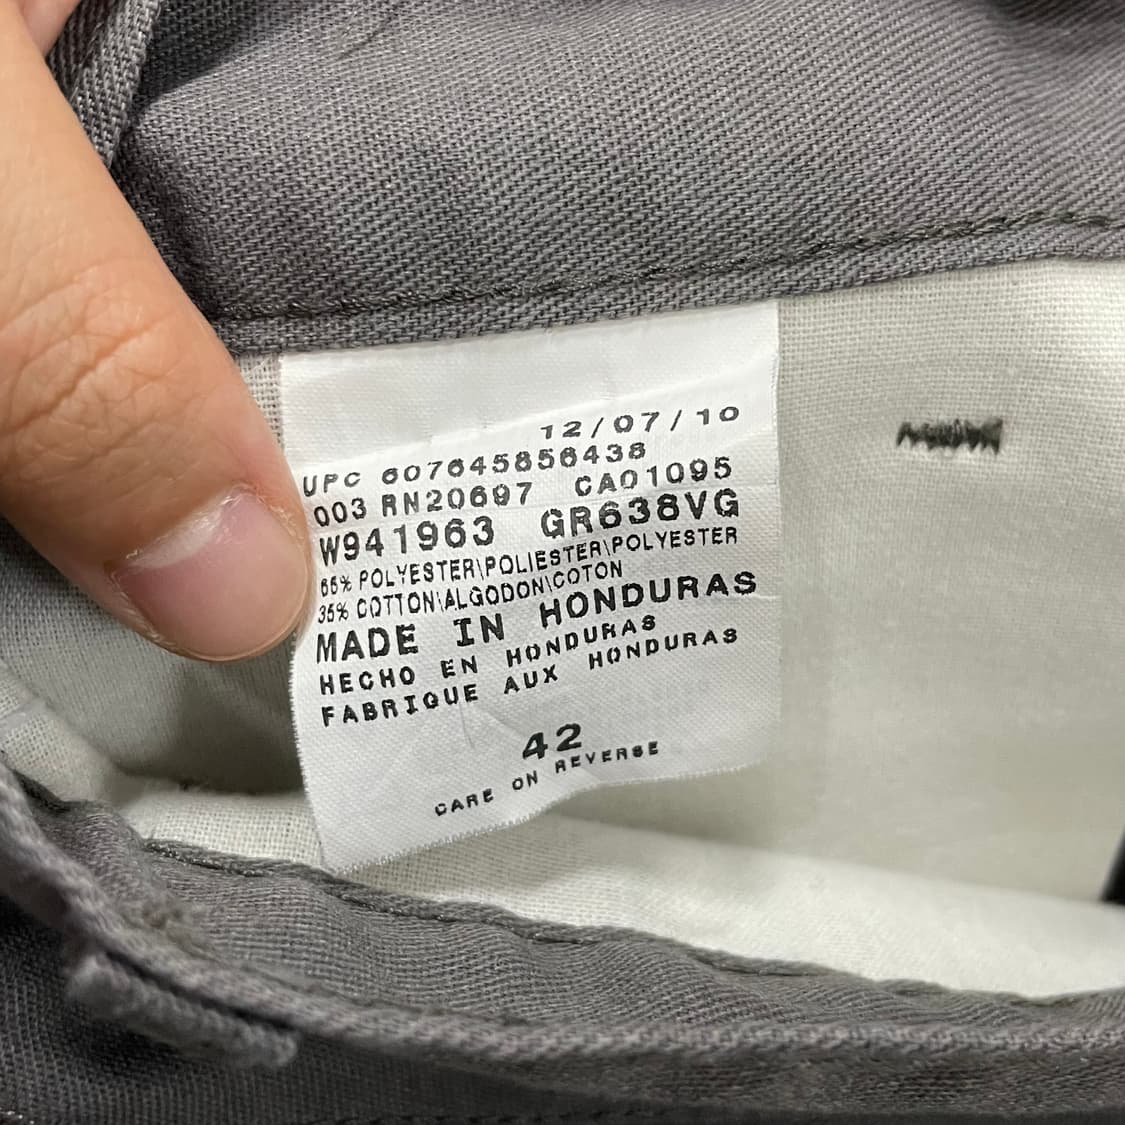 12/07/10
UPC 607645856438
003 RN20697 CA01095
W941963 GR638VG
65% POLYESTER\POLIESTER\POLYESTER
35% COTTON\ALGODON\COTON
MADE IN HONDURAS
HECHO EN HONDURAS
FABRIQUE AUX HONDURAS
42
CARE ON REVERSE